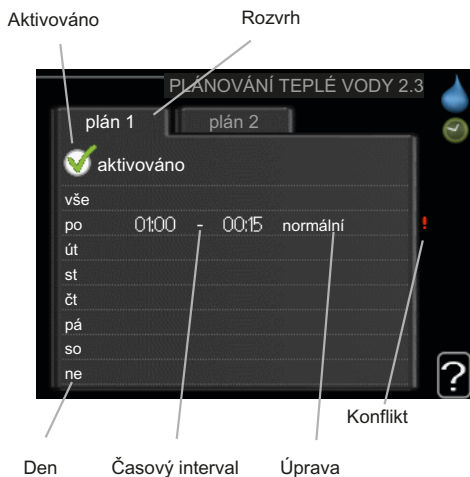 Aktivováno Rozvrh
PLÁNOVÁNÍ TEPLÉ VODY 2.3
plán 1 plán 2
aktivováno
vše
po 01:00 - 00:15 normální !
út
st
čt
pá
so
ne
?
Konflikt
Den Časový interval Úprava